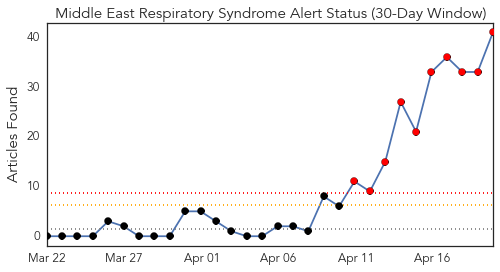 Middle East Respiratory Syndrome Alert Status (30-Day Window)
Articles Found
40
30
20
10
0
Mar 22 Mar 27 Apr 01 Apr 06 Apr 11 Apr 16